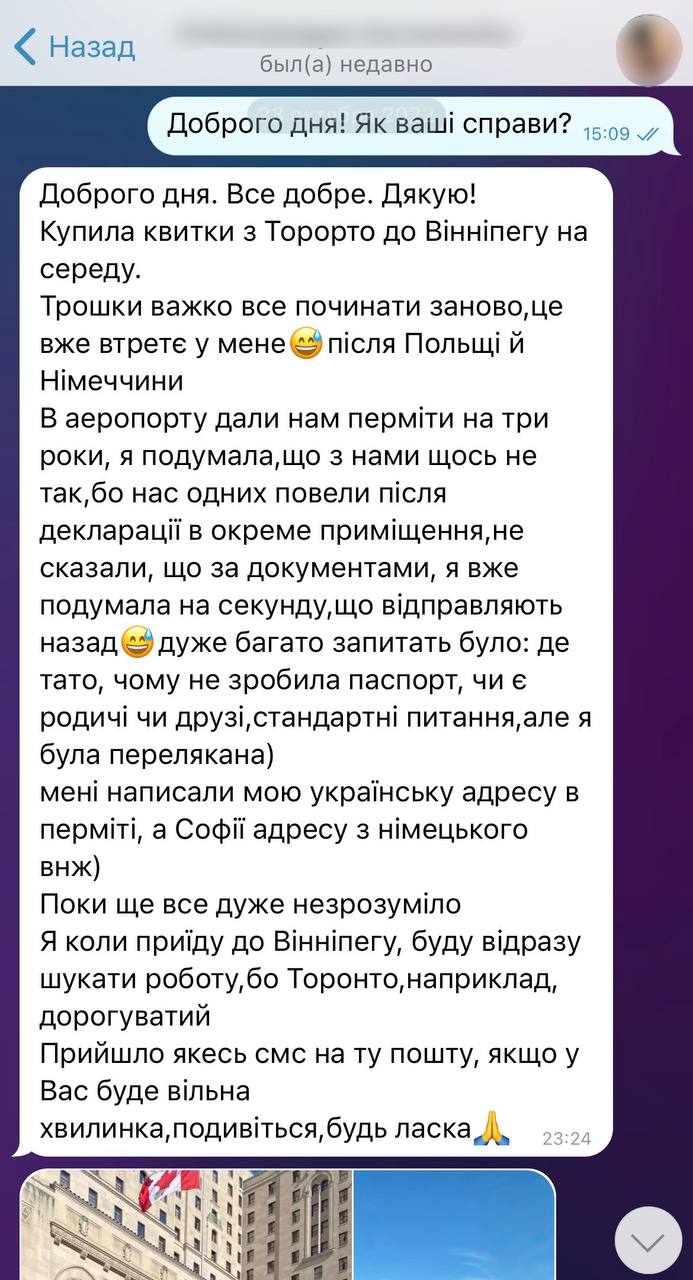 Назад
был(а) недавно
Доброго дня! Як ваші справи?
15:09
Доброго дня. Все добре. Дякую!
Купила квитки з Торорто до Вінніпегу на
середу.
Трошки важко все починати заново,це
вже втретє у мене😅після Польщі й
Німеччини
В аеропорту дали нам перміти на три
роки, я подумала,що з нами щось не
так,бо нас одних повели після
декларації в окреме приміщення,не
сказали, що за документами, я вже
подумала на секунду,що відправляють
назад😅дуже багато запитать було: де
тато, чому не зробила паспорт, чи є
родичі чи друзі,стандартні питання,але я
була перелякана)
мені написали мою українську адресу в
перміті, а Софії адресу з німецького
внж)
Поки ще все дуже незрозуміло
Я коли приїду до Вінніпегу, буду відразу
шукати роботу,бо Торонто,наприклад,
дорогуватий
Прийшло якесь смс на ту пошту, якщо у
Вас буде вільна
хвилинка,подивіться,будь ласка🙏
23:24